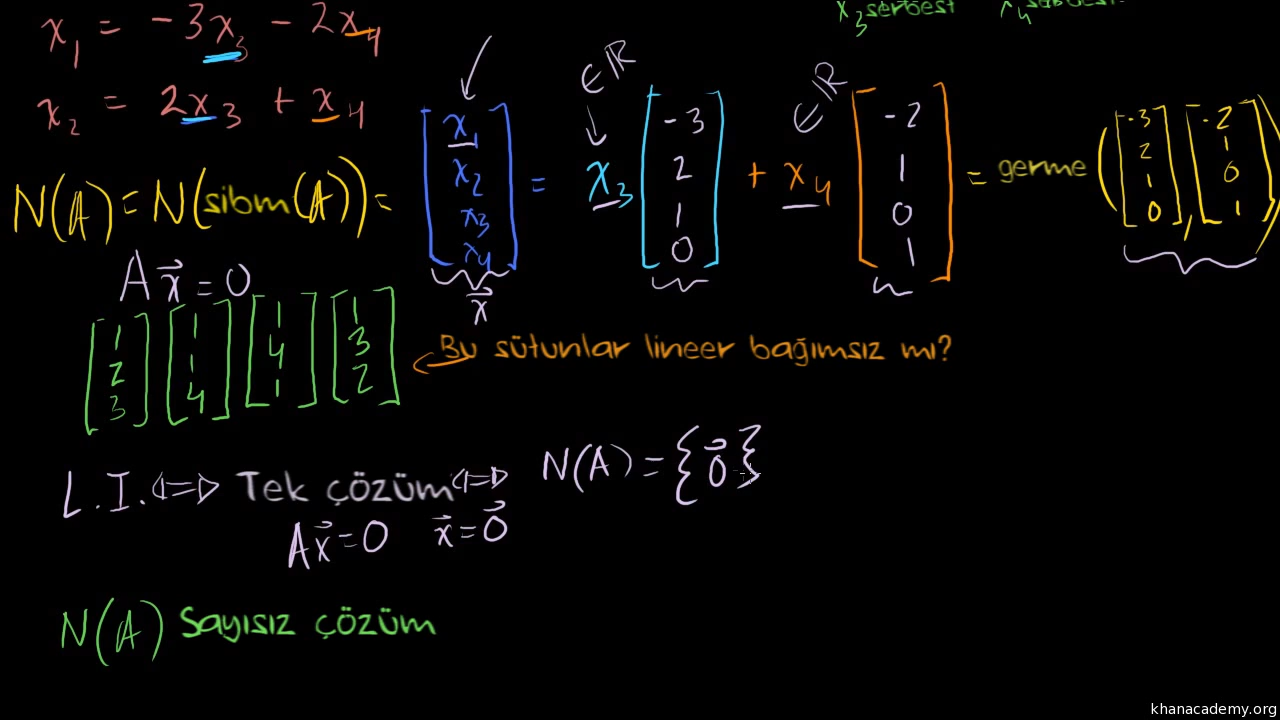 x₃ serbest x₄ serbest
x₁ = -3x₃ - 2x₄
x₂ = 2x₃ + x₄
∈ℝ ∈ℝ
N(A) = N(sibm(A)) = [x₁ x₂ x₃ x₄] = x₃ [-3 2 1 0] + x₄ [-2 1 0 1] = germe ([-3 2 1 0], [-2 1 0 1])
x⃗
Ax⃗ = 0
[1 2 3] [1 1 4] [1 4 1] [1 3 2] Bu sütunlar lineer bağımsız mı?
L.I. ⇔ Tek çözüm ⇔ N(A) = {0⃗}
Ax⃗ = 0 x⃗ = 0⃗
N(A) Sayısız çözüm
khanacademy.org